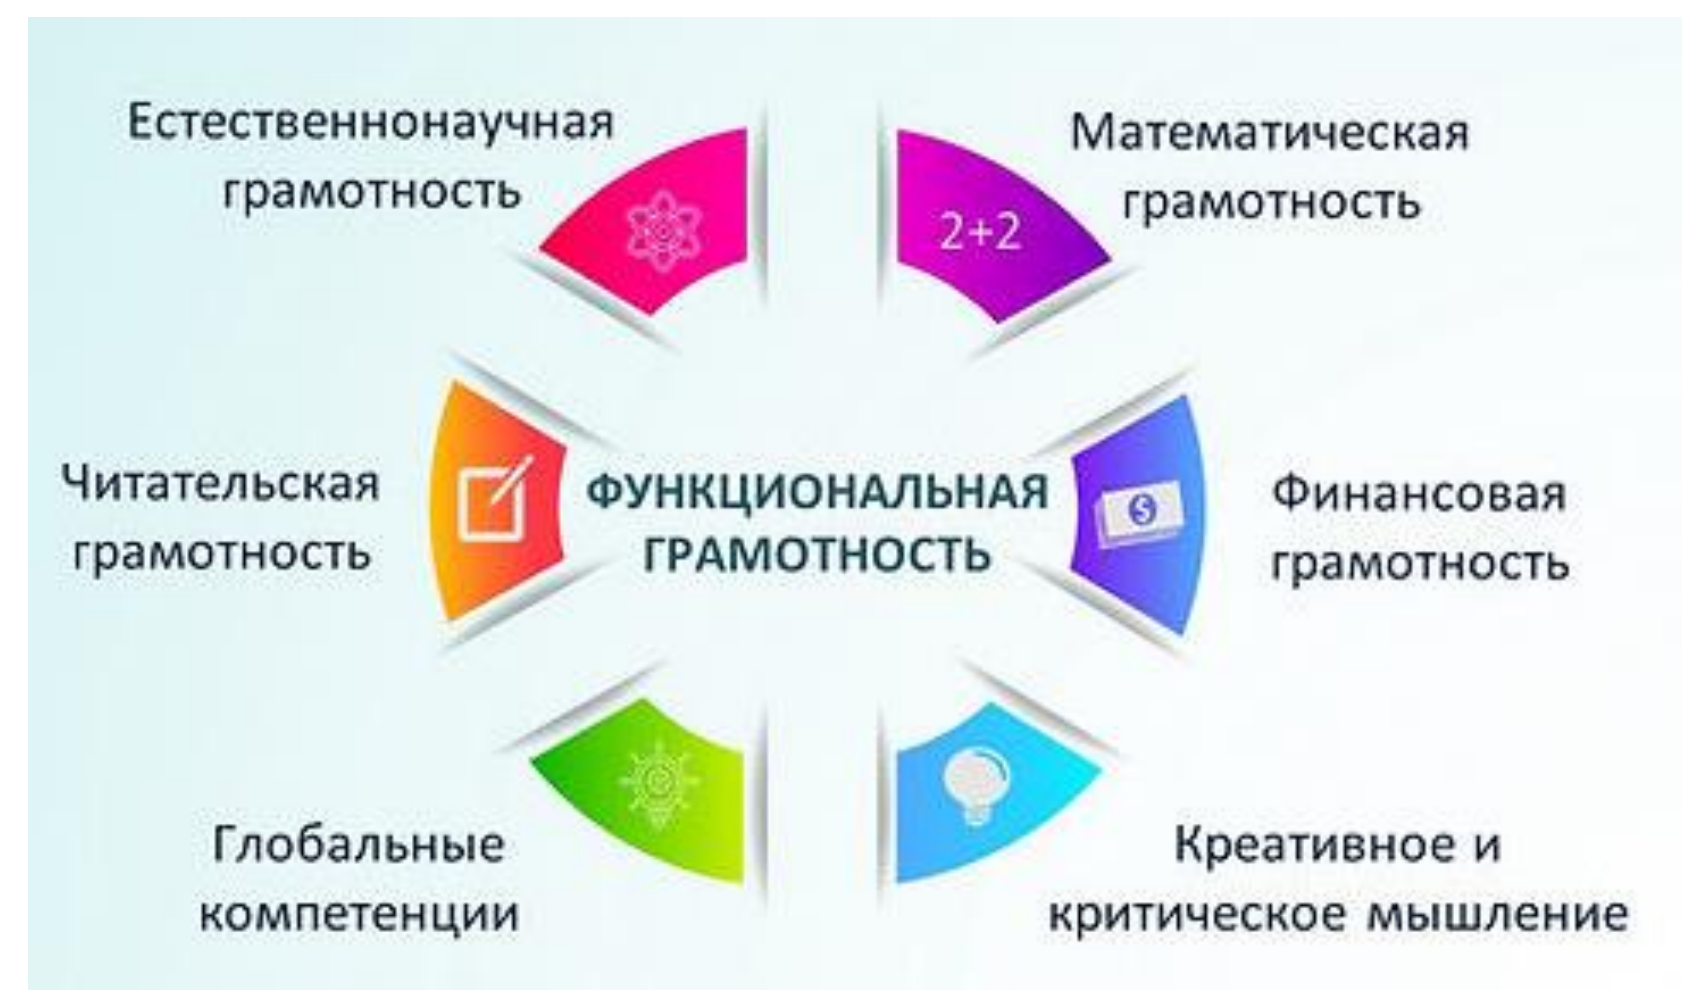 Естественнонаучная
грамотность
Математическая
грамотность
2+2
Читательская
грамотность
ФУНКЦИОНАЛЬНАЯ
ГРАМОТНОСТЬ
$
Финансовая
грамотность
Глобальные
компетенции
Креативное и
критическое мышление